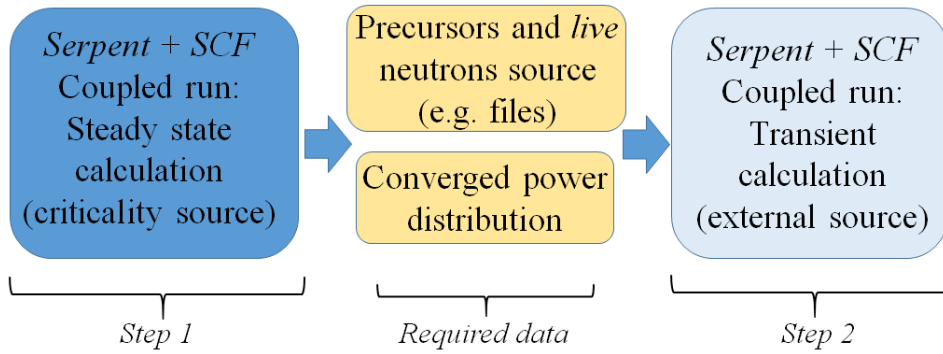 Serpent + SCF
Coupled run:
Steady state
calculation
(criticality source)
Precursors and live
neutrons source
(e.g. files)
Converged power
distribution
Serpent + SCF
Coupled run:
Transient
calculation
(external source)
Step 1
Required data
Step 2